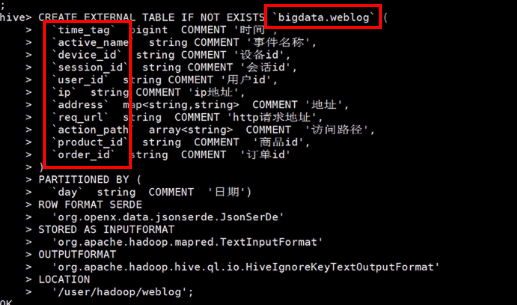 ;
hive> CREATE EXTERNAL TABLE IF NOT EXISTS `bigdata.weblog` (
> `time_tag` bigint COMMENT '时间',
> `active_name` string COMMENT '事件名称',
> `device_id` string COMMENT '设备id',
> `session_id` string COMMENT '会话id',
> `user_id` string COMMENT '用户id',
> `ip` string COMMENT 'ip地址',
> `address` map<string,string> COMMENT '地址',
> `req_url` string COMMENT 'http请求地址',
> `action_path` array<string> COMMENT '访问路径',
> `product_id` string COMMENT '商品id',
> `order_id` string COMMENT '订单id'
> )
> PARTITIONED BY (
> `day` string COMMENT '日期')
> ROW FORMAT SERDE
> 'org.openx.data.jsonserde.JsonSerDe'
> STORED AS INPUTFORMAT
> 'org.apache.hadoop.mapred.TextInputFormat'
> OUTPUTFORMAT
> 'org.apache.hadoop.hive.ql.io.HiveIgnoreKeyTextOutputFormat'
> LOCATION
> '/user/hadoop/weblog';
OK